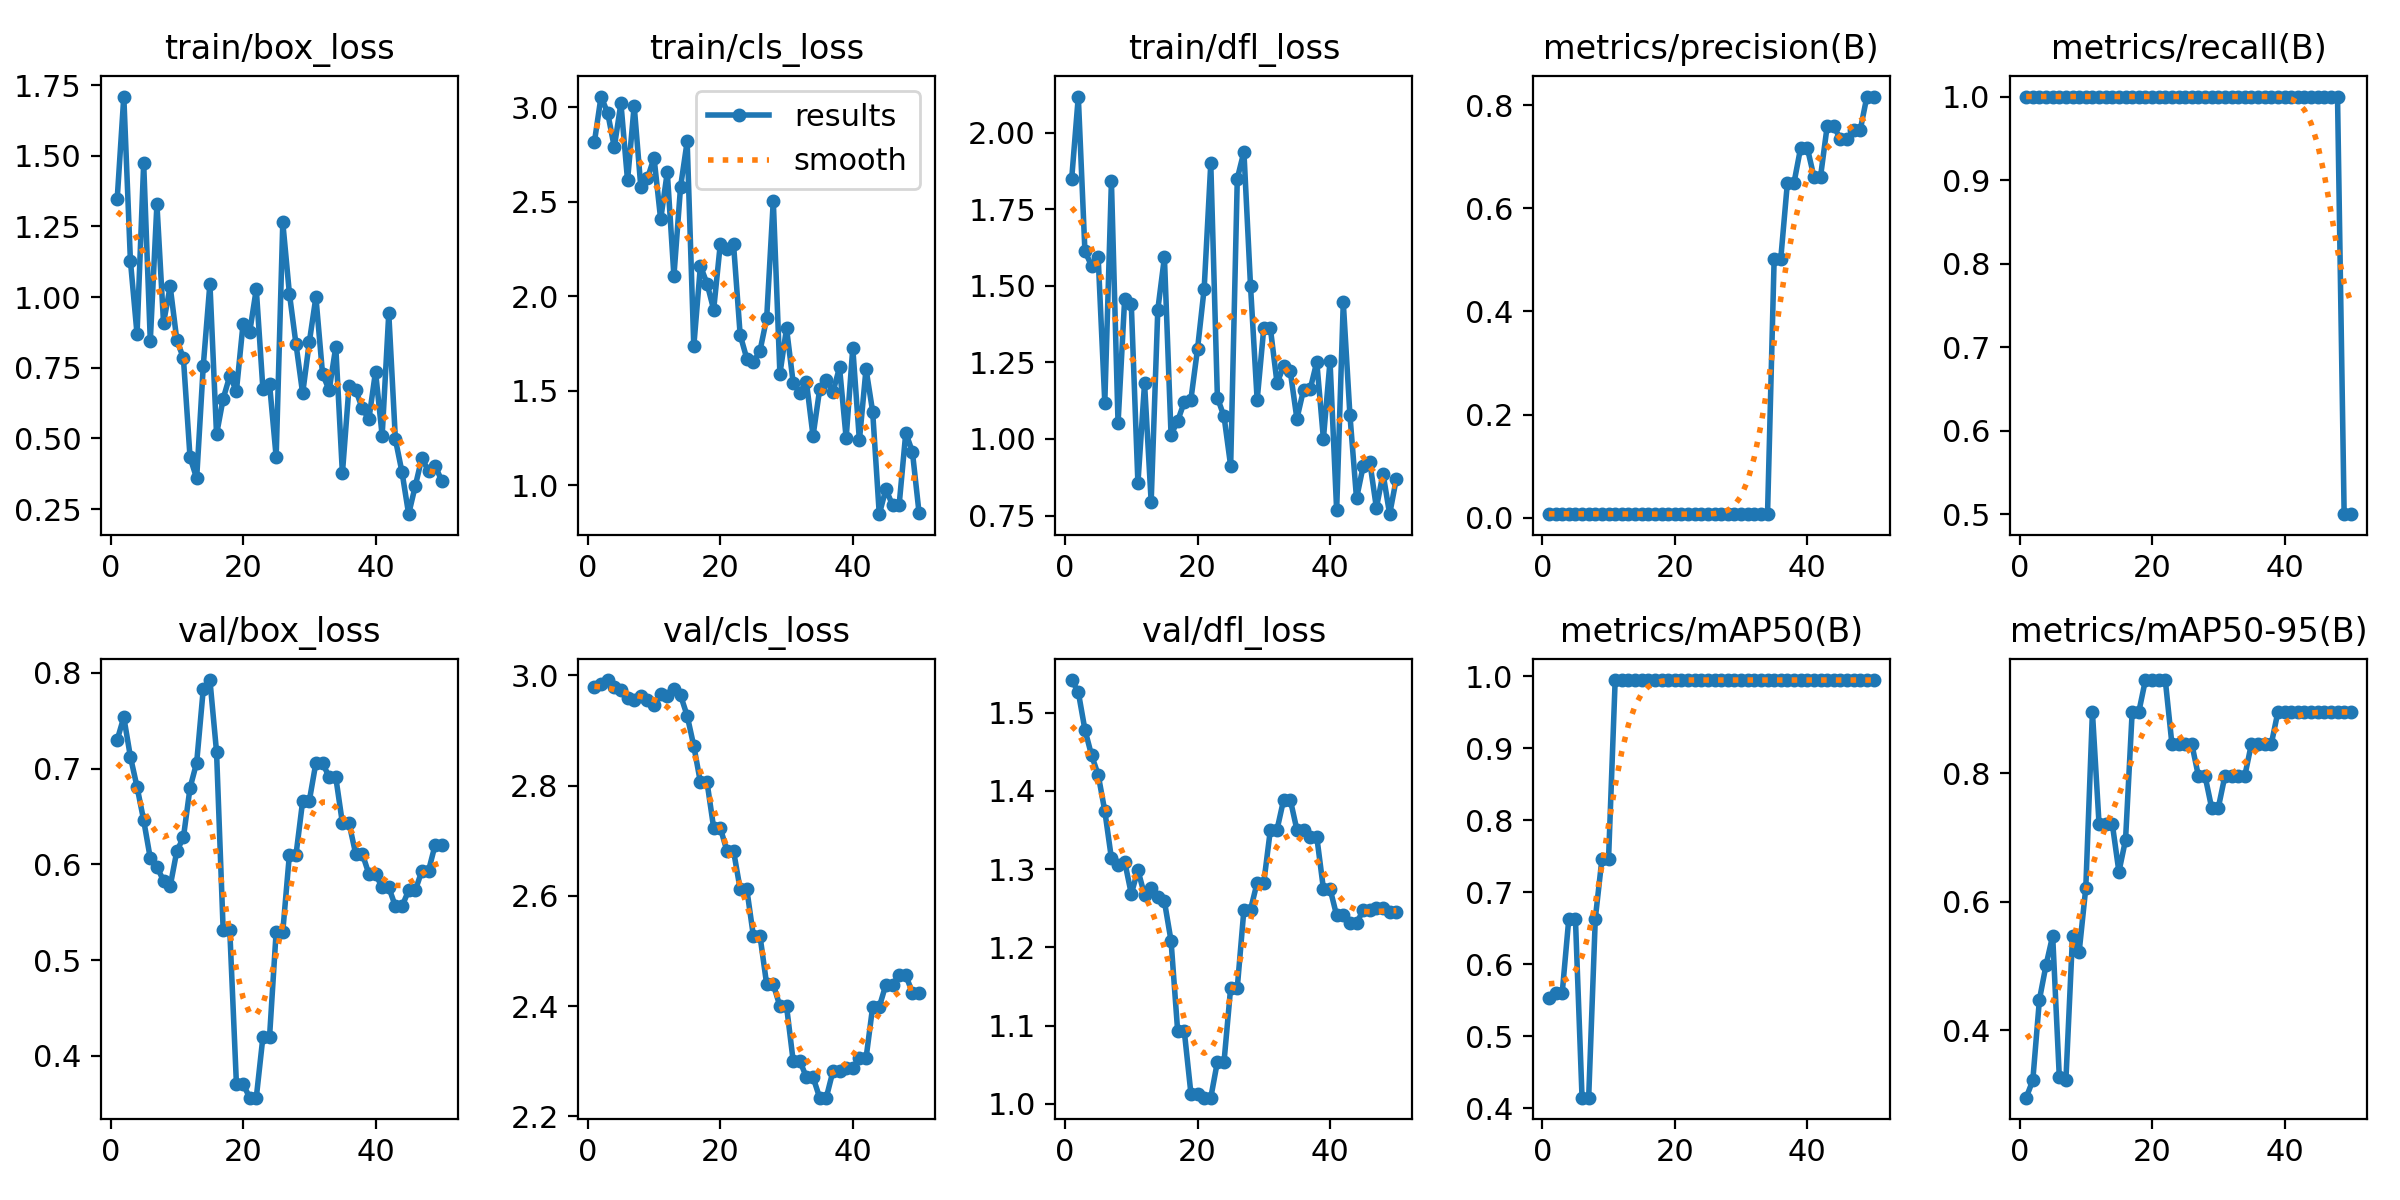 train/box_loss
1.75
1.50
1.25
1.00
0.75
0.50
0.25
0 20 40
train/cls_loss
results
smooth
3.0
2.5
2.0
1.5
1.0
0 20 40
train/dfl_loss
2.00
1.75
1.50
1.25
1.00
0.75
0 20 40
metrics/precision(B)
0.8
0.6
0.4
0.2
0.0
0 20 40
metrics/recall(B)
1.0
0.9
0.8
0.7
0.6
0.5
0 20 40
val/box_loss
0.8
0.7
0.6
0.5
0.4
0 20 40
val/cls_loss
3.0
2.8
2.6
2.4
2.2
0 20 40
val/dfl_loss
1.5
1.4
1.3
1.2
1.1
1.0
0 20 40
metrics/mAP50(B)
1.0
0.9
0.8
0.7
0.6
0.5
0.4
0 20 40
metrics/mAP50-95(B)
0.8
0.6
0.4
0 20 40